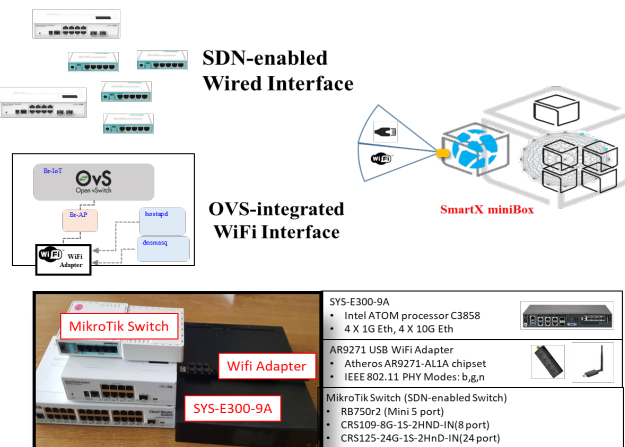 SDN-enabled
Wired Interface
Br-IoT
OvS
Open vSwitch
Br-AP
hostapd
dnsmasq
WiFi
WiFi
Adapter
OVS-integrated
WiFi Interface
WiFi
SmartX miniBox
MikroTik Switch
Wifi Adapter
SYS-E300-9A
SYS-E300-9A
• Intel ATOM processor C3858
• 4 X 1G Eth, 4 X 10G Eth
AR9271 USB WiFi Adapter
• Atheros AR9271-AL1A chipset
• IEEE 802.11 PHY Modes: b,g,n
MikroTik Switch (SDN-enabled Switch)
• RB750r2 (Mini 5 port)
• CRS109-8G-1S-2HND-IN(8 port)
• CRS125-24G-1S-2HnD-IN(24 port)